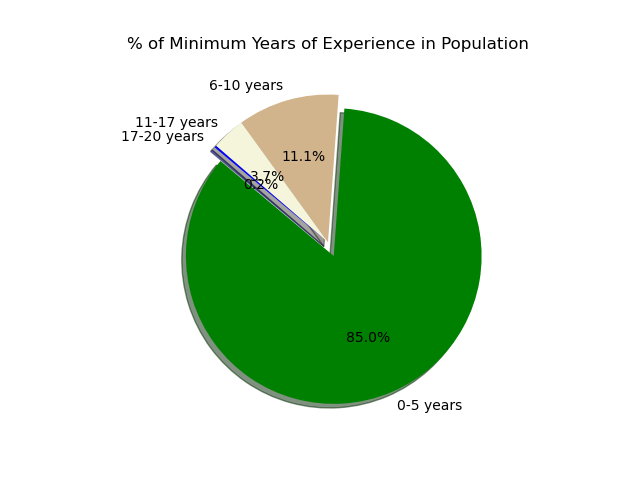 % of Minimum Years of Experience in Population
6-10 years
11-17 years
17-20 years
11.1%
3.7%
0.2%
85.0%
0-5 years